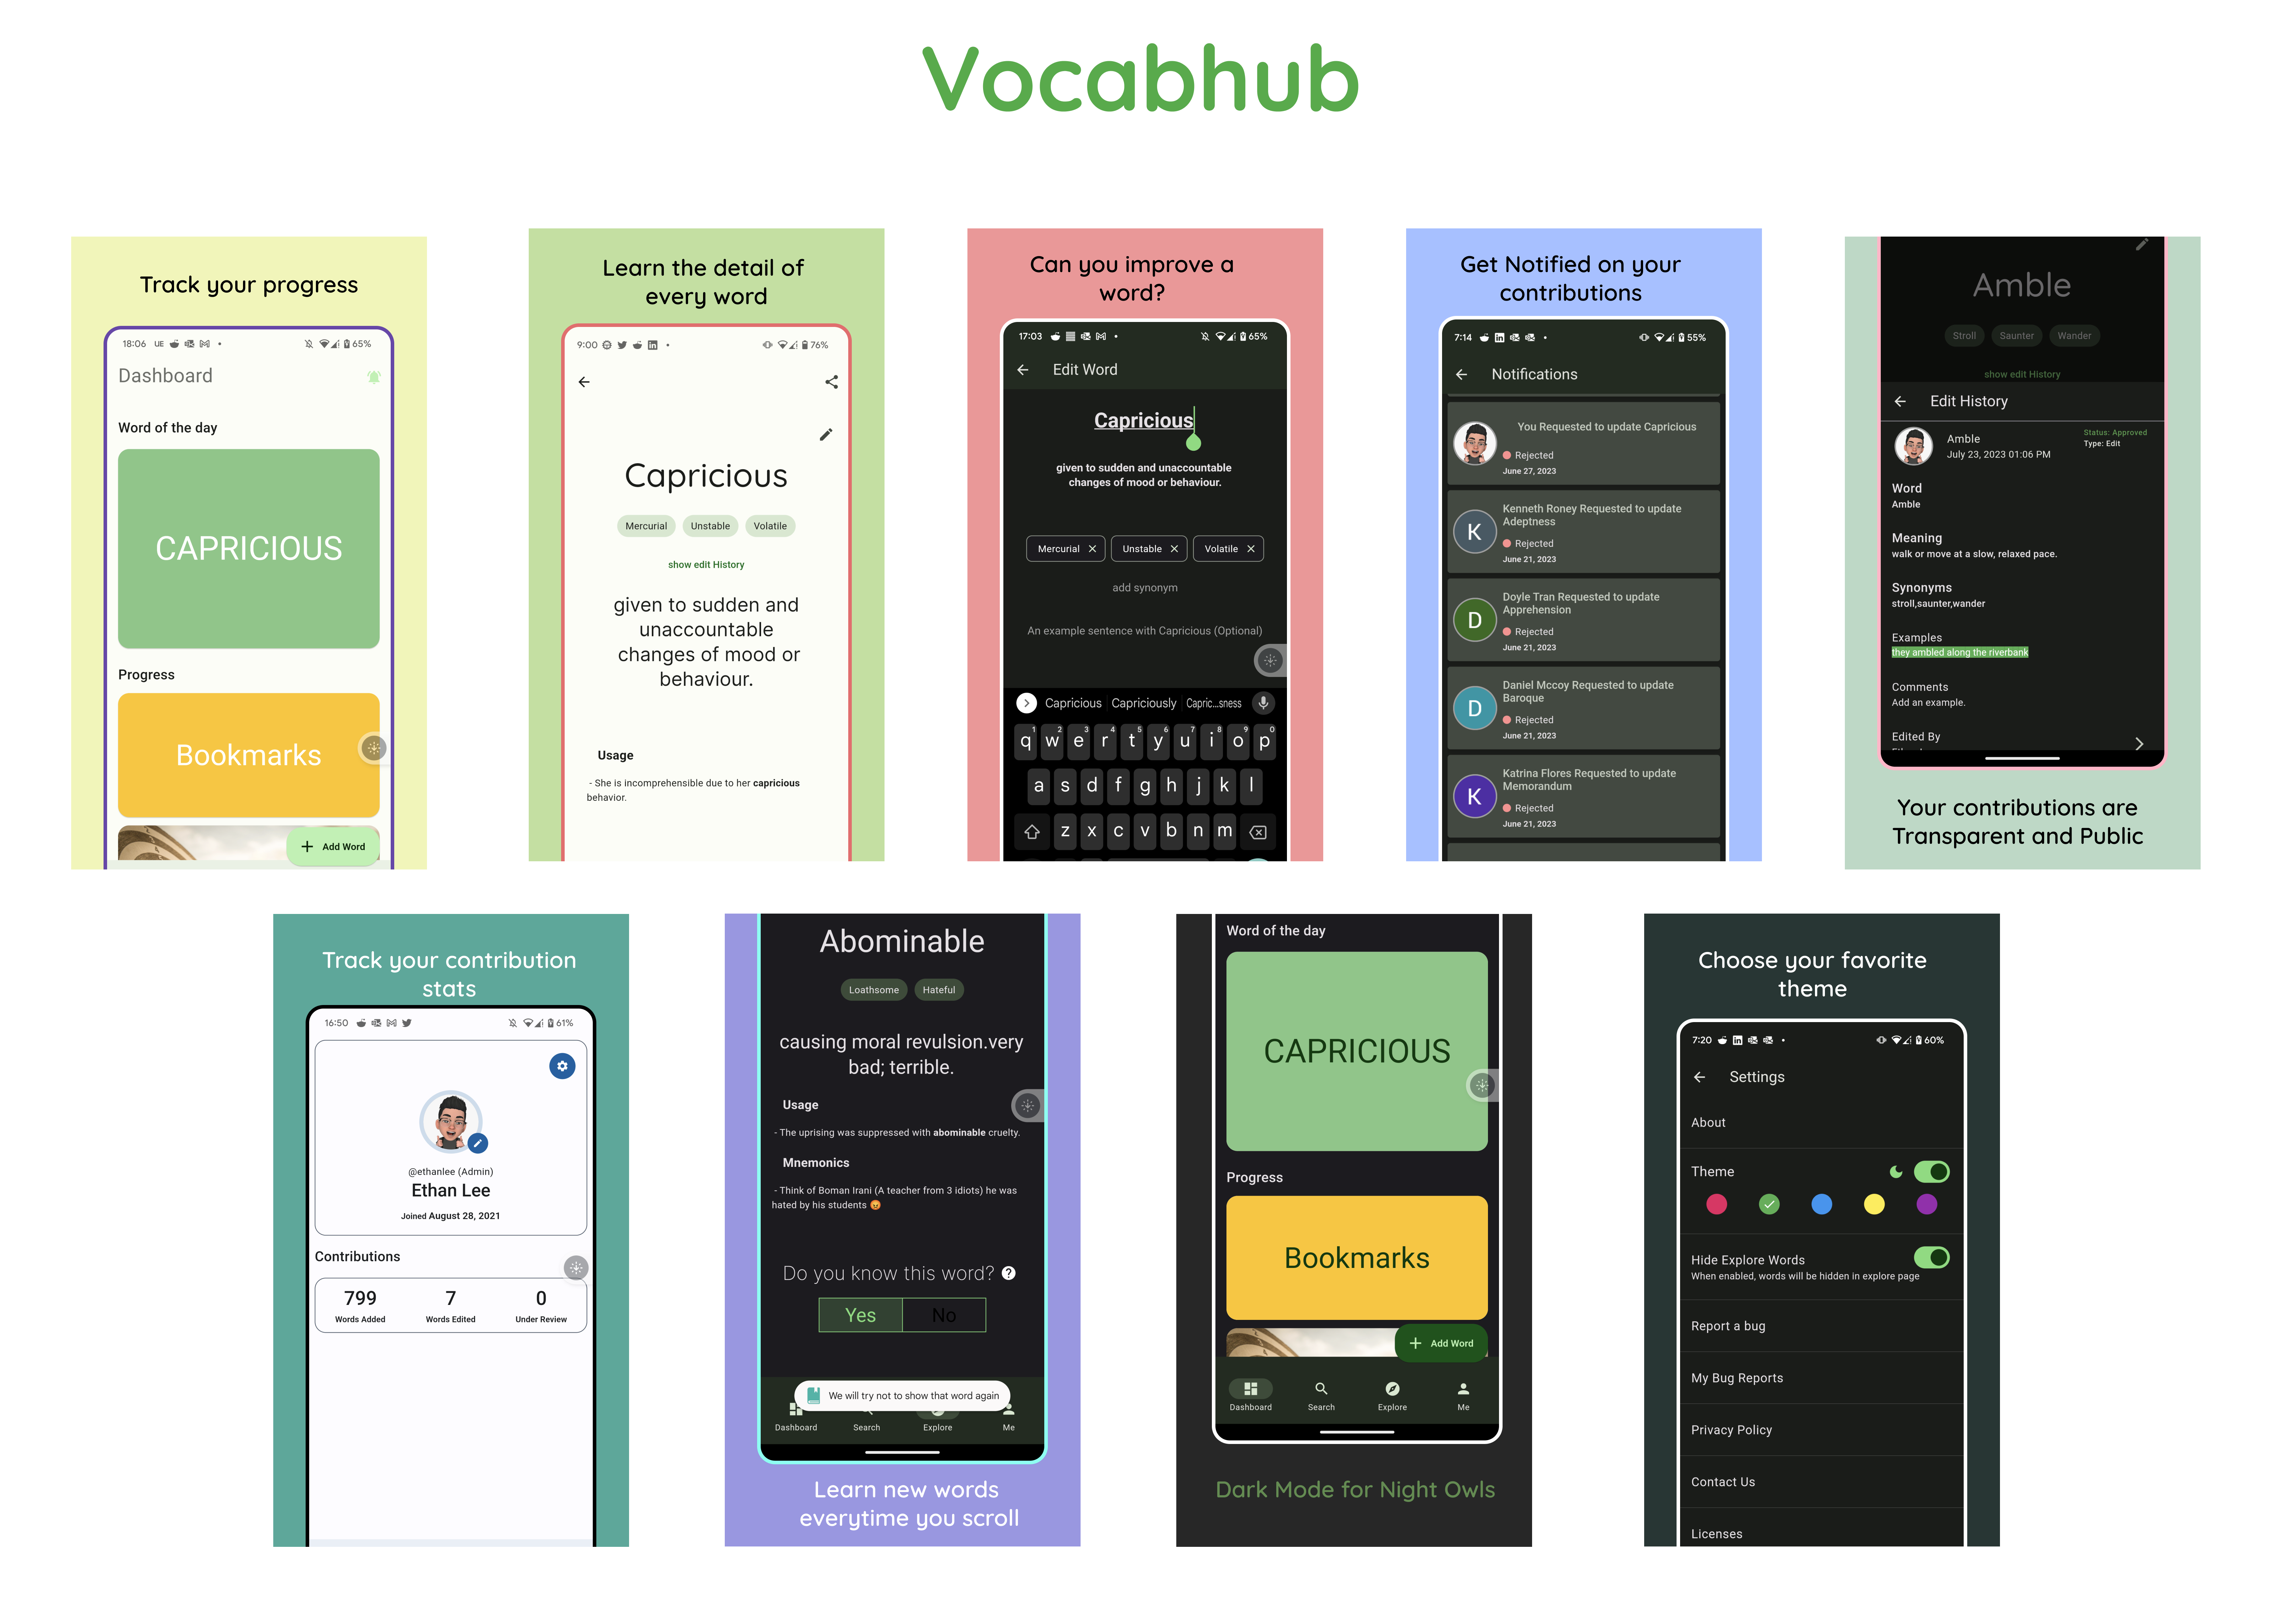 Vocabhub
Track your progress
18:06 UE 65%
Dashboard
Word of the day
CAPRICIOUS
Progress
Bookmarks
+ Add Word
Learn the detail of
every word
9:00 76%
Capricious
Mercurial Unstable Volatile
show edit History
given to sudden and
unaccountable
changes of mood or
behaviour.
Usage
- She is incomprehensible due to her capricious
behavior.
Can you improve a
word?
17:03 65%
Edit Word
Capricious
given to sudden and unaccountable
changes of mood or behaviour.
Mercurial Unstable Volatile
add synonym
An example sentence with Capricious (Optional)
Capricious Capriciously Capric...sness
q1 w2 e3 r4 t5 y6 u7 i8 o9 p0
a s d f g h j k l
z x c v b n m
Get Notified on your
contributions
7:14 55%
Notifications
You Requested to update Capricious
Rejected
June 27, 2023
K
Kenneth Roney Requested to update
Adeptness
Rejected
June 21, 2023
D
Doyle Tran Requested to update
Apprehension
Rejected
June 21, 2023
D
Daniel Mccoy Requested to update
Baroque
Rejected
June 21, 2023
K
Katrina Flores Requested to update
Memorandum
Rejected
June 21, 2023
Amble
Stroll Saunter Wander
show edit History
Edit History
Amble
July 23, 2023 01:06 PM
Status: Approved
Type: Edit
Word
Amble
Meaning
walk or move at a slow, relaxed pace.
Synonyms
stroll,saunter,wander
Examples
they ambled along the riverbank
Comments
Add an example.
Edited By
Your contributions are
Transparent and Public
Track your contribution
stats
16:50 61%
@ethanlee (Admin)
Ethan Lee
Joined August 28, 2021
Contributions
799 7 0
Words Added Words Edited Under Review
Abominable
Loathsome Hateful
causing moral revulsion.very
bad; terrible.
Usage
- The uprising was suppressed with abominable cruelty.
Mnemonics
- Think of Boman Irani (A teacher from 3 idiots) he was
hated by his students 😡
Do you know this word?
Yes No
We will try not to show that word again
Dashboard Search Explore Me
Learn new words
everytime you scroll
Word of the day
CAPRICIOUS
Progress
Bookmarks
+ Add Word
Dashboard Search Explore Me
Dark Mode for Night Owls
Choose your favorite
theme
7:20 60%
Settings
About
Theme
Hide Explore Words
When enabled, words will be hidden in explore page
Report a bug
My Bug Reports
Privacy Policy
Contact Us
Licenses